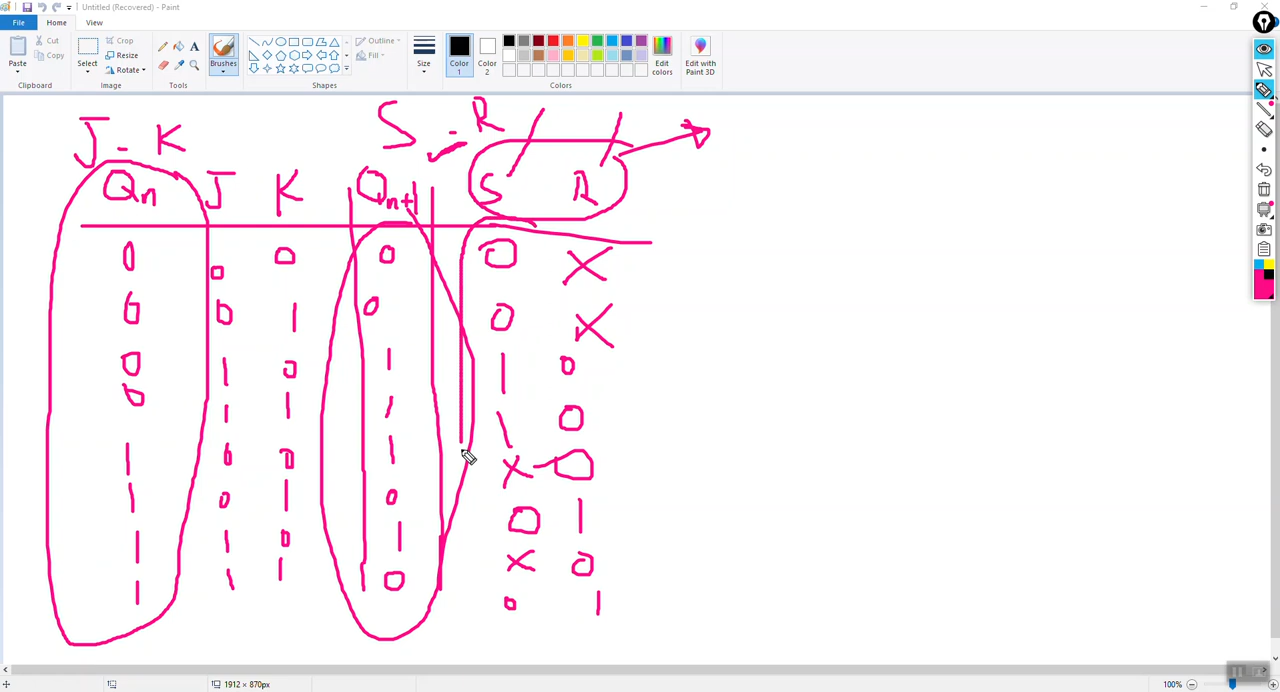 Untitled (Recovered) - Paint
File Home View
Paste Cut Copy Select Crop Resize Rotate Brushes Outline Fill Size Color 1 Color 2 Edit colors Edit with Paint 3D
Clipboard Image Tools Shapes Colors
J - K S - R
Qn J K Qn+1 S R
0 0 0 0 0 X
0 0 1 0 0 X
0 1 0 1 1 0
0 1 1 1 1 0
1 0 0 1 X 0
1 0 1 0 0 1
1 1 0 1 X 0
1 1 1 0 0 1
1912 × 870px 100%